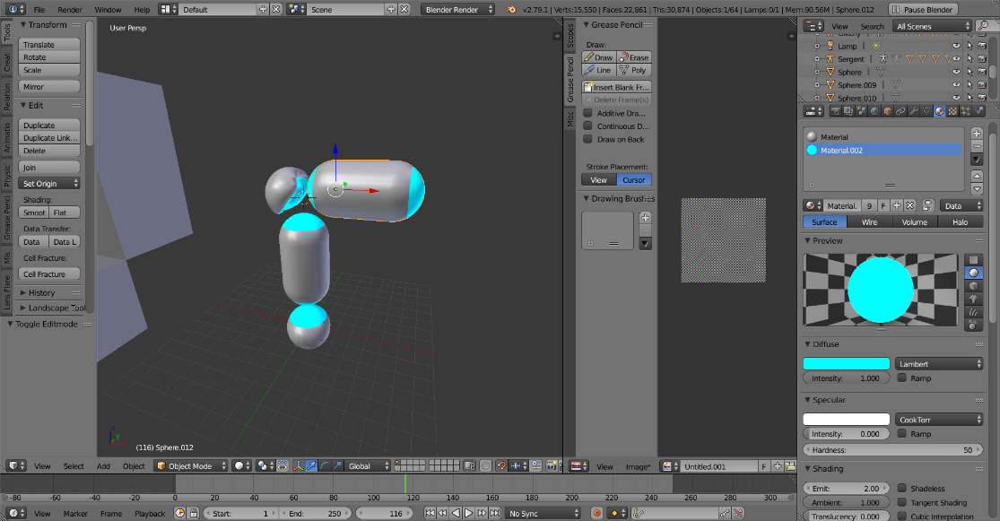 File
Render
Window
Help
Default
Scene
Blender Render
v2.79.1 | Verts:15,550 | Faces:22,861 | Tris:30,874 | Objects:1/64 | Lamps:0/1 | Mem:90.56M | Sphere.012
Pause Blender
Tools
Creat
Relation
Animatio
Physic
Grease Penci
Mis
Lens Flare
Transform
Translate
Rotate
Scale
Mirror
Edit
Duplicate
Duplicate Link...
Delete
Join
Set Origin
Shading:
Smoot
Flat
Data Transfer:
Data
Data L
Cell Fracture:
Cell Fracture
History
Landscape Tool
Toggle Editmode
User Persp
(116) Sphere.012
View
Select
Add
Object
Object Mode
Global
Scopes
Grease Pencil
Misc
Grease Pencil
Draw:
Draw
Erase
Line
Poly
Insert Blank Fr...
Delete Frame(s)
Additive Dra...
Continuous D...
Draw on Back
Stroke Placement:
View
Cursor
Drawing Brushes
View
Image*
Untitled.001
F
View
Search
All Scenes
Lamp
Sergent
Sphere
Sphere.009
Sphere.010
Material
Material.002
Material.
9
F
Data
Surface
Wire
Volume
Halo
Preview
Diffuse
Lambert
Intensity: 1.000
Ramp
Specular
CookTorr
Intensity: 0.000
Ramp
Hardness: 50
Shading
Emit: 2.00
Shadeless
Ambient: 1.000
Tangent Shading
Translucency: 0.000
Cubic Interpolation
-80 -60 -40 -20 0 20 40 60 80 100 120 140 160 180 200 220 240 260 280 300
View
Marker
Frame
Playback
Start: 1
End: 250
116
No Sync